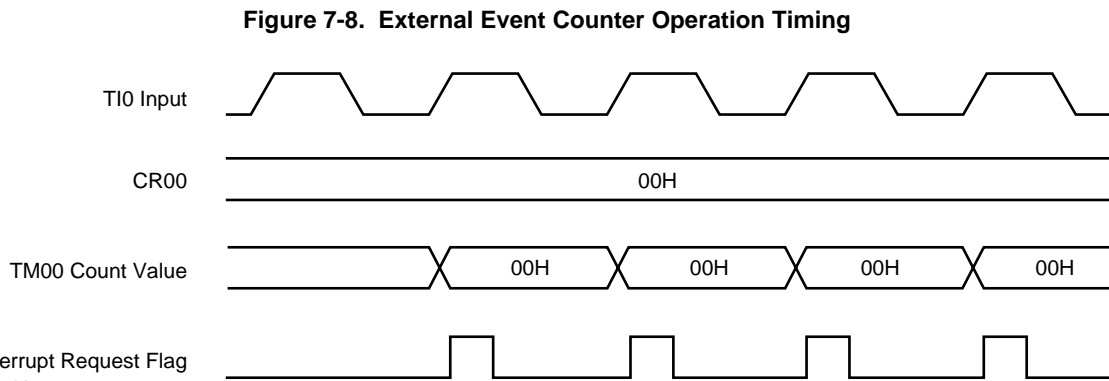 Figure 7-8. External Event Counter Operation Timing
TI0 Input
CR00
00H
TM00 Count Value
00H 00H 00H 00H
Request Flag